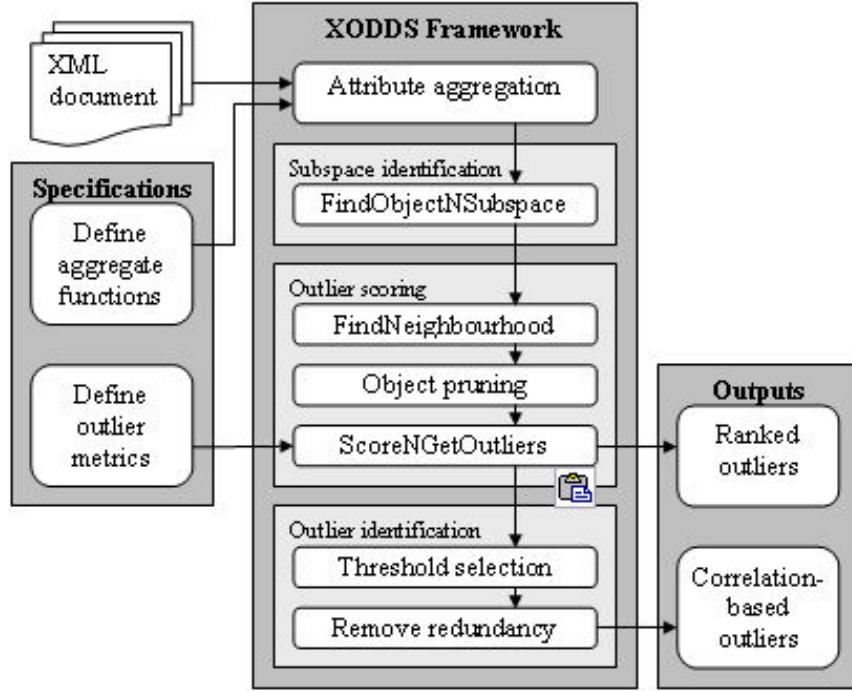 XML
document
XODDS Framework
Attribute aggregation
Subspace identification
FindObjectNSubspace
Specifications
Define
aggregate
functions
Outlier scoring
FindNeighbourhood
Object pruning
Define
outlier
metrics
ScoreNGetOutliers
Outputs
Ranked
outliers
Outlier identification
Threshold selection
Remove redundancy
Correlation-
based
outliers